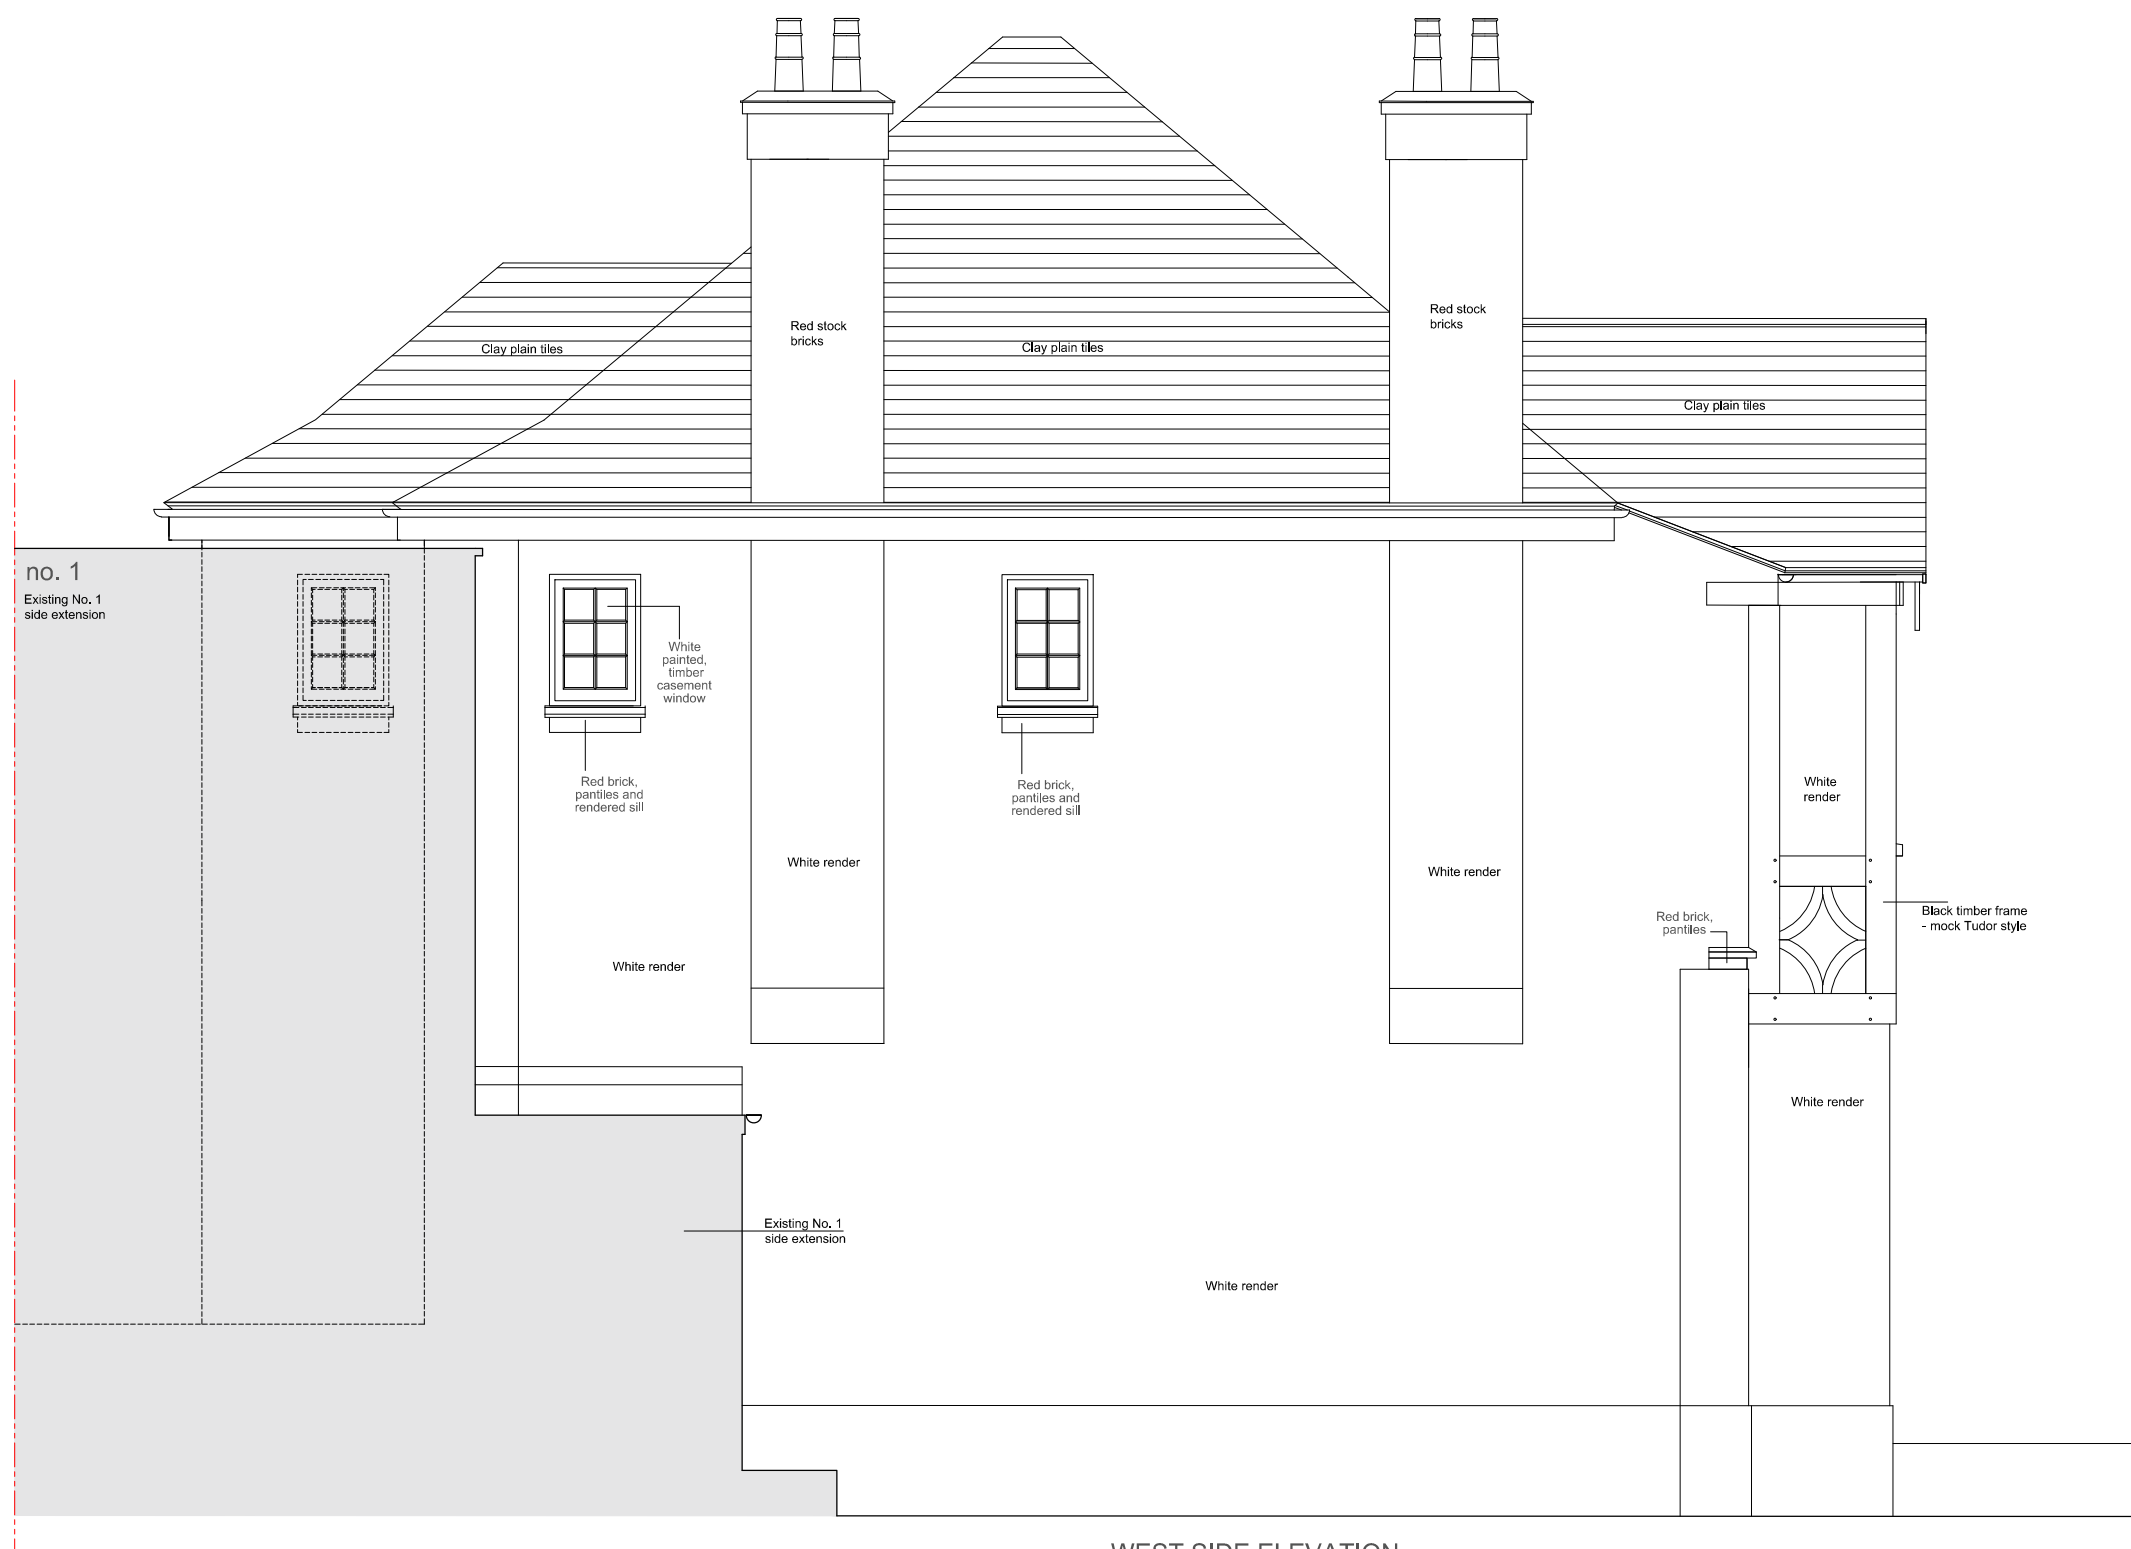 Red stock
bricks
Red stock
bricks
Clay plain tiles
Clay plain tiles
Clay plain tiles
no. 1
Existing No. 1
side extension
White
painted,
timber
casement
window
Red brick,
pantiles and
rendered sill
Red brick,
pantiles and
rendered sill
White
render
White render
White render
Red brick,
pantiles
Black timber frame
- mock Tudor style
White render
White render
Existing No. 1
side extension
White render
WEST SIDE ELEVATION